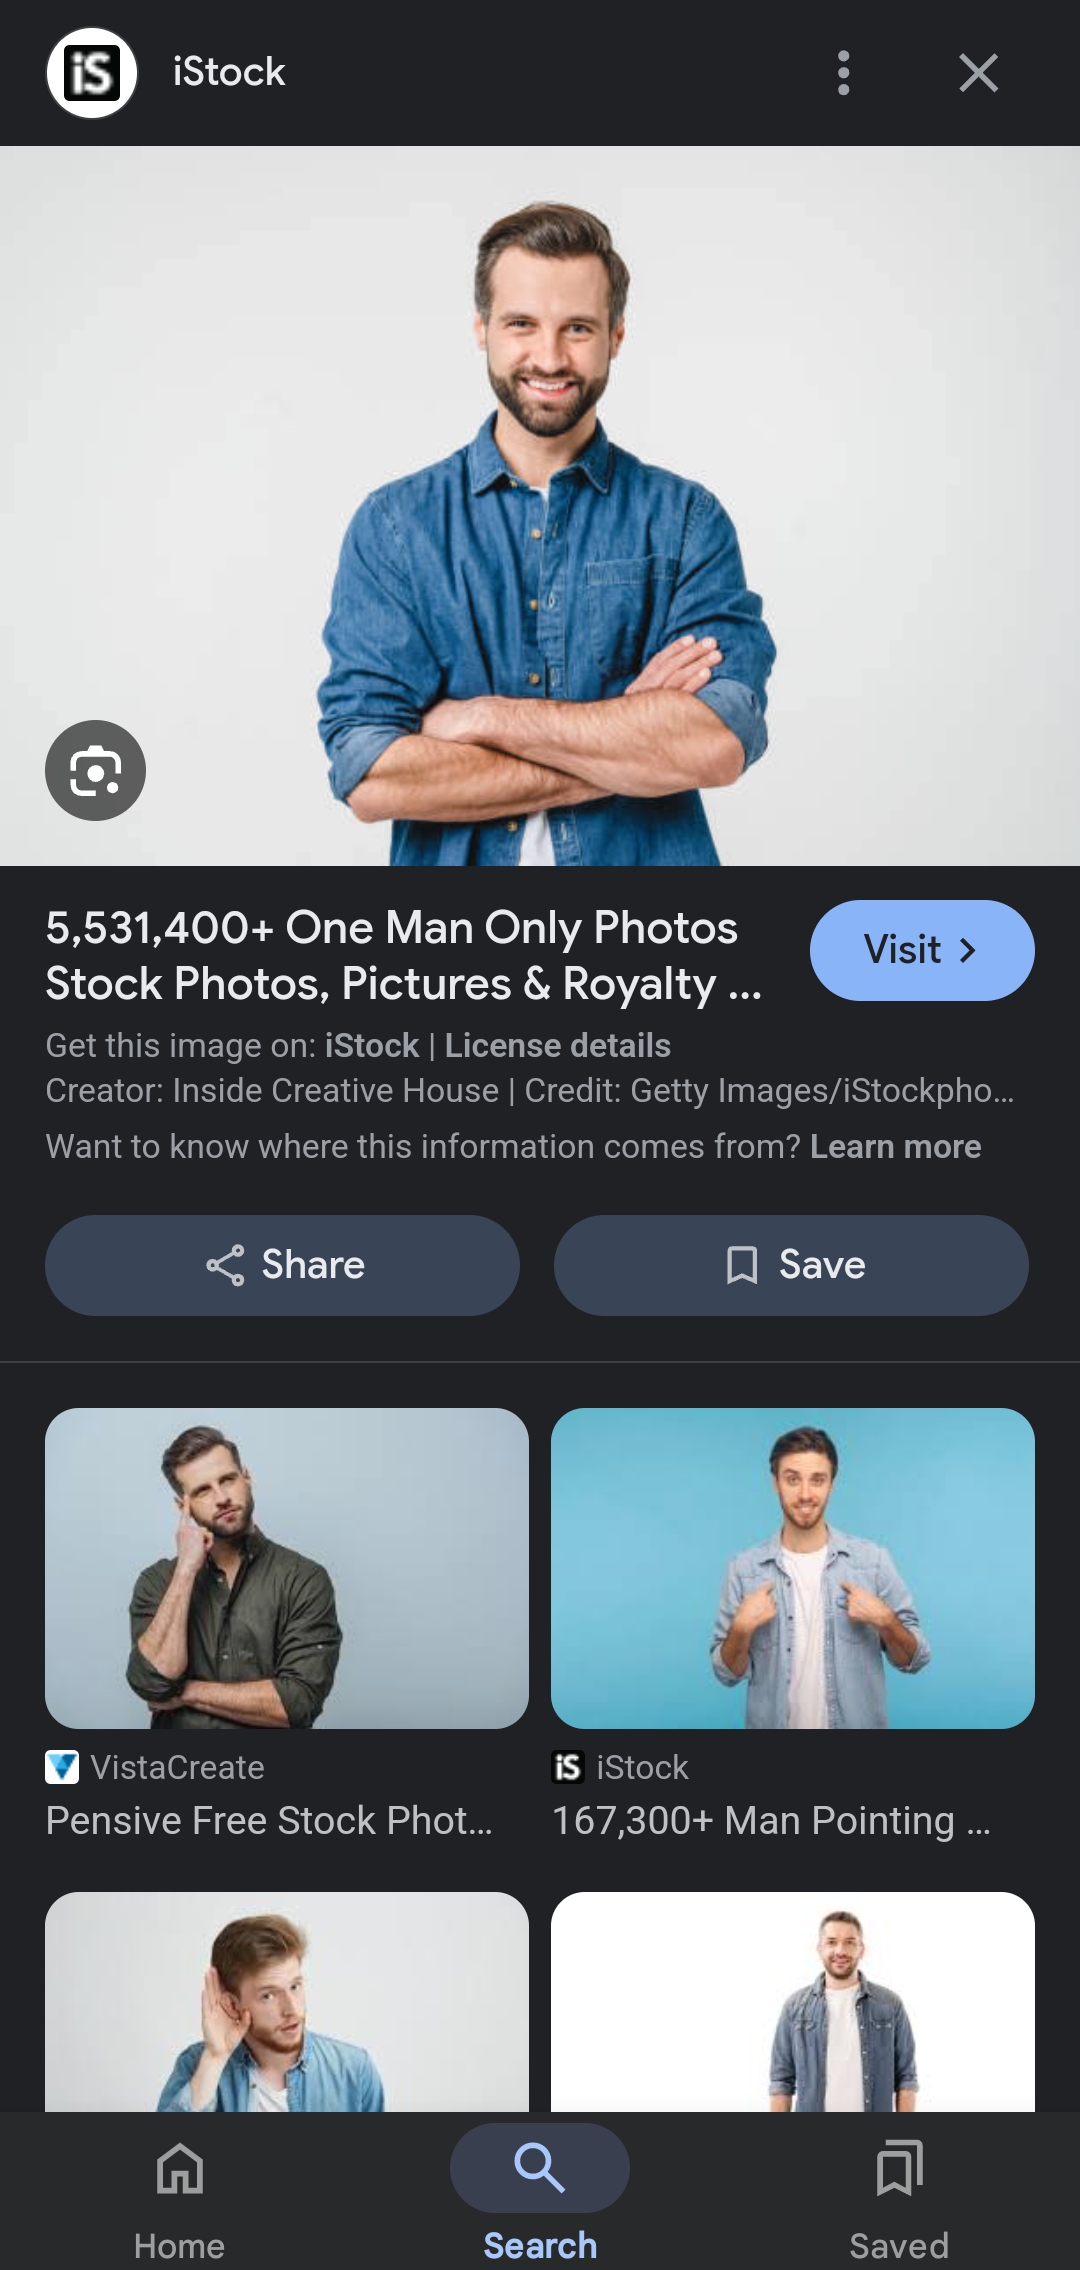 iS iStock
5,531,400+ One Man Only Photos
Stock Photos, Pictures & Royalty ...
Visit
Get this image on: iStock | License details
Creator: Inside Creative House | Credit: Getty Images/iStockpho...
Want to know where this information comes from? Learn more
Share
Save
VistaCreate
Pensive Free Stock Phot...
iS iStock
167,300+ Man Pointing ...
Home
Search
Saved